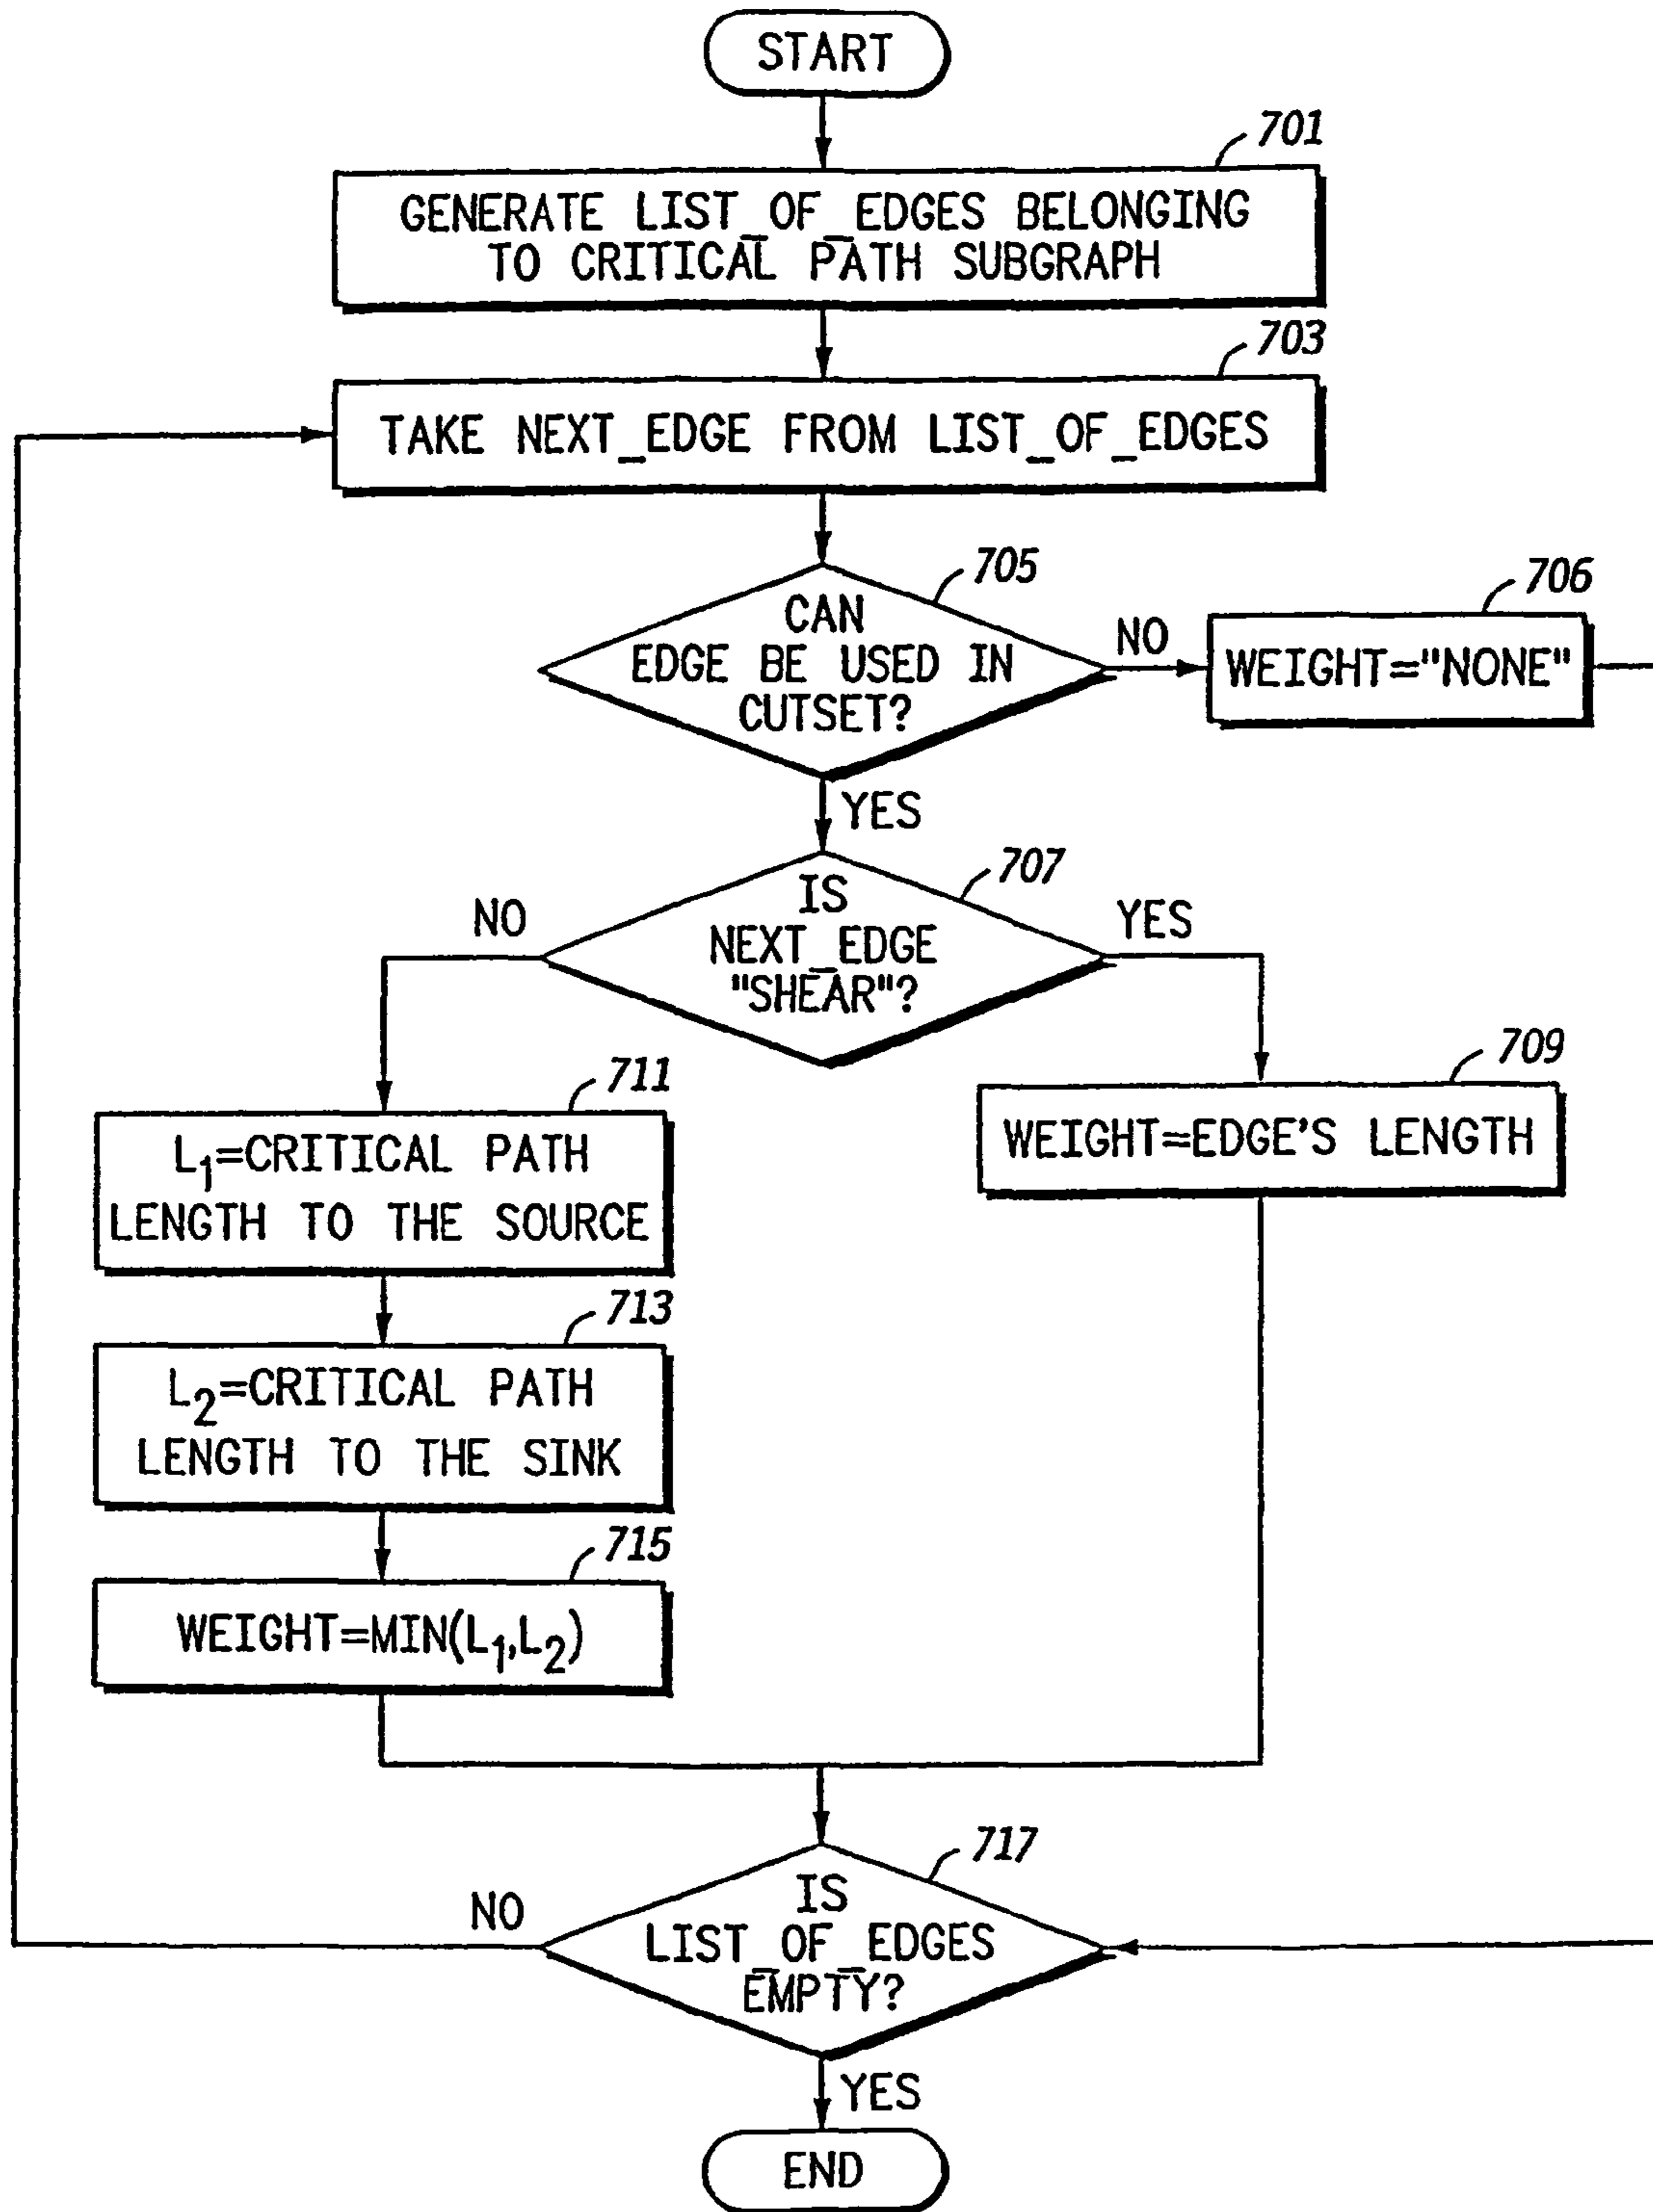 START
701
GENERATE LIST_OF_EDGES BELONGING
TO CRITICAL PATH SUBGRAPH
703
TAKE NEXT_EDGE FROM LIST_OF_EDGES
705
CAN
EDGE BE USED IN
CUTSET?
NO
706
WEIGHT="NONE"
YES
707
IS
NEXT_EDGE
"SHEAR"?
NO
YES
709
WEIGHT=EDGE'S LENGTH
711
L1=CRITICAL PATH
LENGTH TO THE SOURCE
713
L2=CRITICAL PATH
LENGTH TO THE SINK
715
WEIGHT=MIN(L1,L2)
717
IS
LIST_OF_EDGES
EMPTY?
NO
YES
END